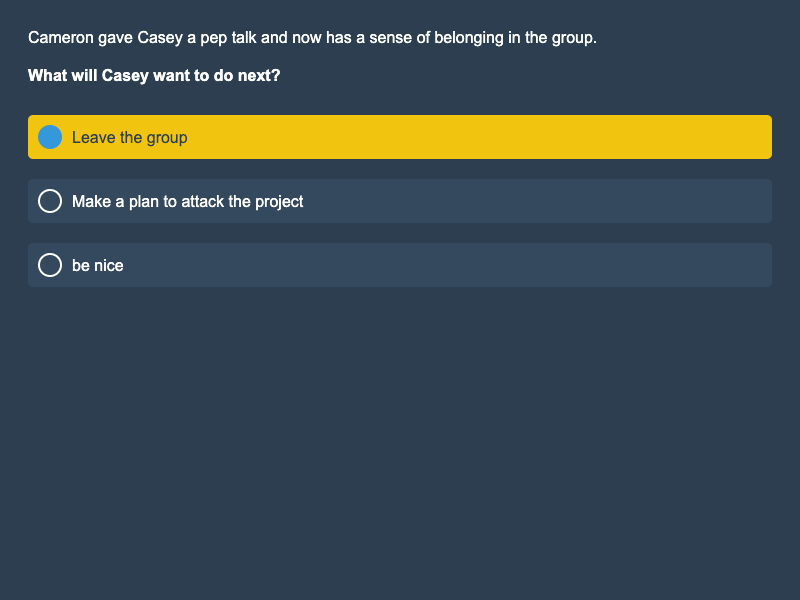 Cameron gave Casey a pep talk and now has a sense of belonging in the group.
What will Casey want to do next?
Leave the group
Make a plan to attack the project
be nice